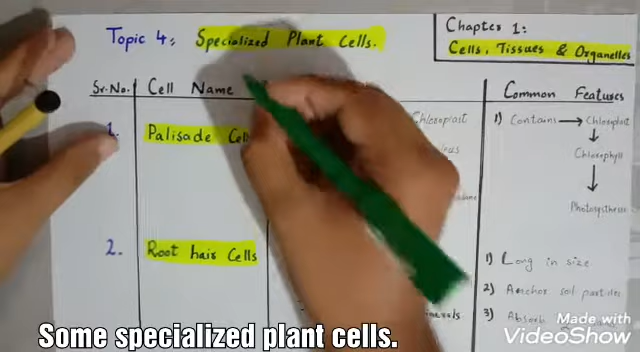 Topic 4: Specialized Plant Cells.
Chapter 1:
Cells, Tissues & Organelles
Sr.No. Cell Name Common Features
1. Palisade Chloroplast 1) Contains → Chloroplast
Chlorophyll
Photosysthesis
2. Root hair Cells 1) Long in size
2) Anchor soil particles
3) Absorb
Some specialized plant cells.
Made with
VideoShow